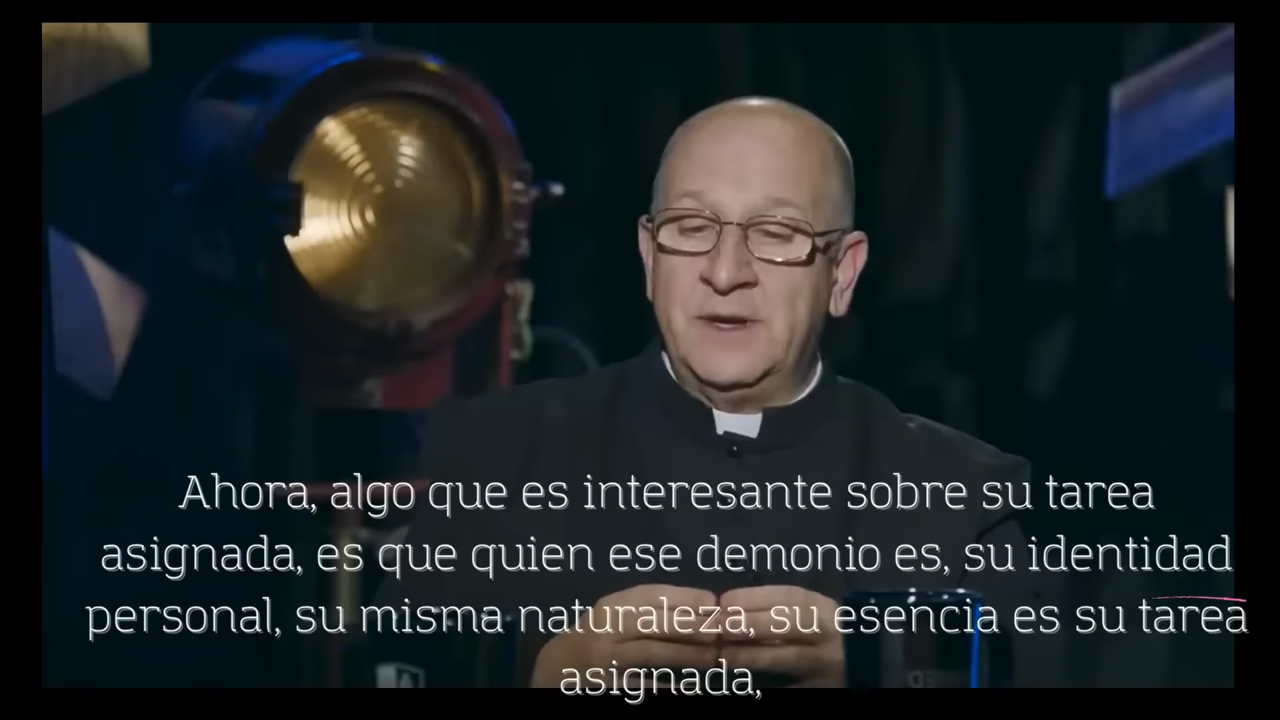 Ahora, algo que es interesante sobre su tarea
asignada, es que quien ese demonio es, su identidad
personal, su misma naturaleza, su esencia es su tarea
asignada,